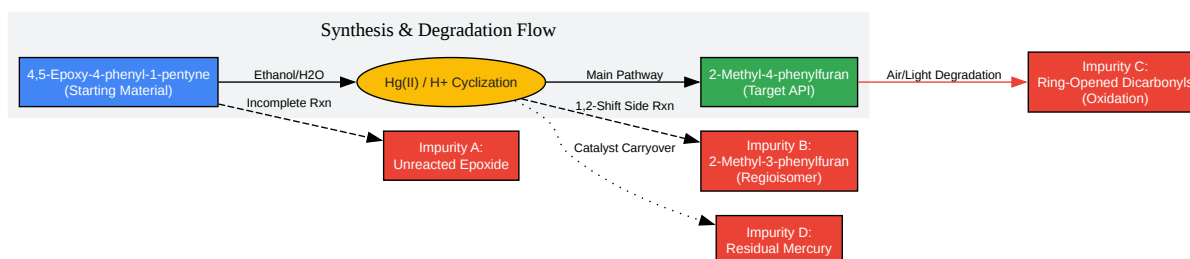 Synthesis & Degradation Flow
4,5-Epoxy-4-phenyl-1-pentyne
(Starting Material)
Ethanol/H2O
Hg(II) / H+ Cyclization
Main Pathway
2-Methyl-4-phenylfuran
(Target API)
Air/Light Degradation
Impurity C:
Ring-Opened Dicarbonyls
(Oxidation)
Incomplete Rxn
1,2-Shift Side Rxn
Impurity A:
Unreacted Epoxide
Catalyst Carryover
Impurity B:
2-Methyl-3-phenylfuran
(Regioisomer)
Impurity D:
Residual Mercury